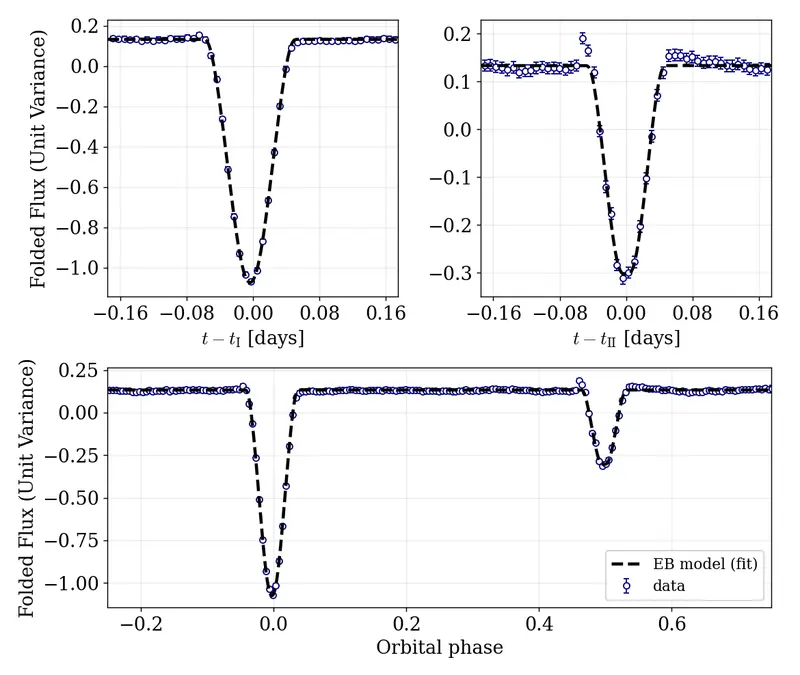 Folded Flux (Unit Variance)
0.2
0.0
−0.2
−0.4
−0.6
−0.8
−1.0
−0.16 −0.08 0.00 0.08 0.16
t − t_I [days]
0.2
0.1
0.0
−0.1
−0.2
−0.3
−0.16 −0.08 0.00 0.08 0.16
t − t_II [days]
Folded Flux (Unit Variance)
0.25
0.00
−0.25
−0.50
−0.75
−1.00
−0.2 0.0 0.2 0.4 0.6
Orbital phase
EB model (fit)
data